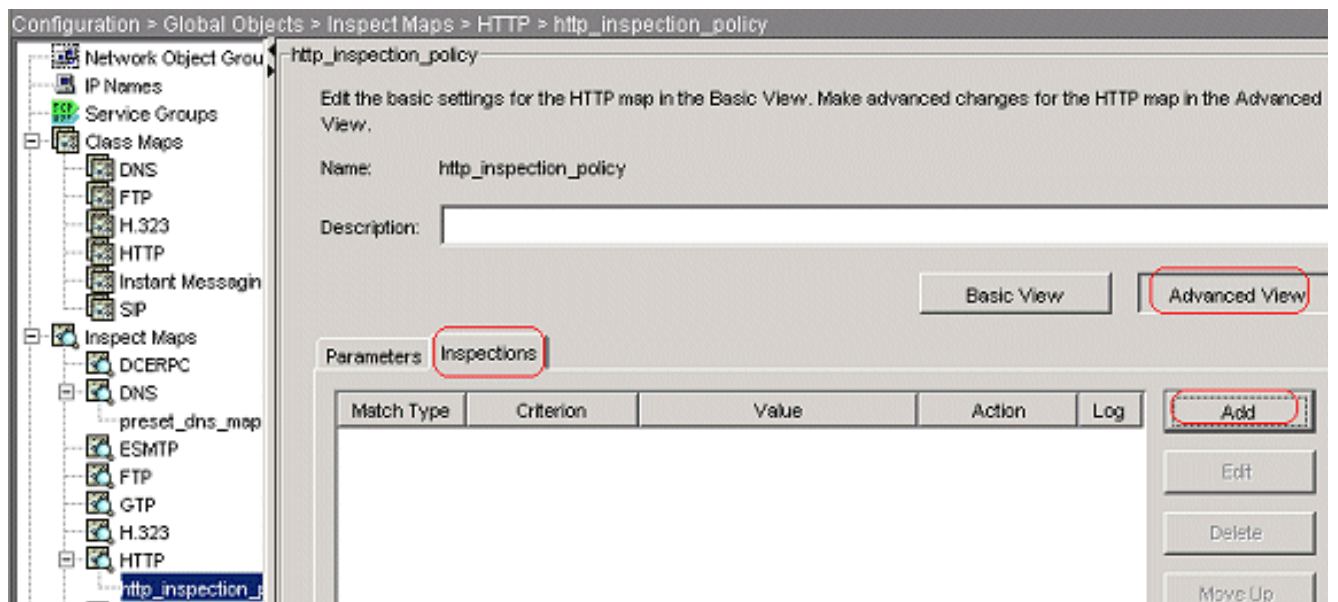 Configuration > Global Objects > Inspect Maps > HTTP > http_inspection_policy
Network Object Grou
IP Names
Service Groups
Class Maps
DNS
FTP
H.323
HTTP
Instant Messagin
SIP
Inspect Maps
DCERPC
DNS
preset_dns_map
ESMTP
FTP
GTP
H.323
HTTP
http_inspection_p
http_inspection_policy
Edit the basic settings for the HTTP map in the Basic View. Make advanced changes for the HTTP map in the Advanced
View.
Name: http_inspection_policy
Description:
Basic View Advanced View
Parameters Inspections
Match Type Criterion Value Action Log
Add
Edit
Delete
Move Up